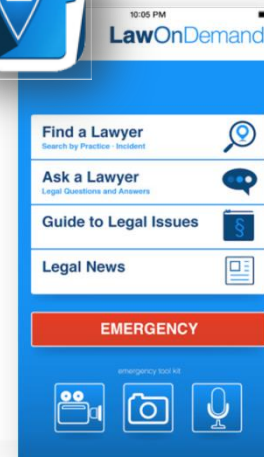 10:05 PM
LawOnDemand
Find a Lawyer
Search by Practice - Incident
Ask a Lawyer
Legal Questions and Answers
Guide to Legal Issues
§
Legal News
EMERGENCY
emergency tool kit